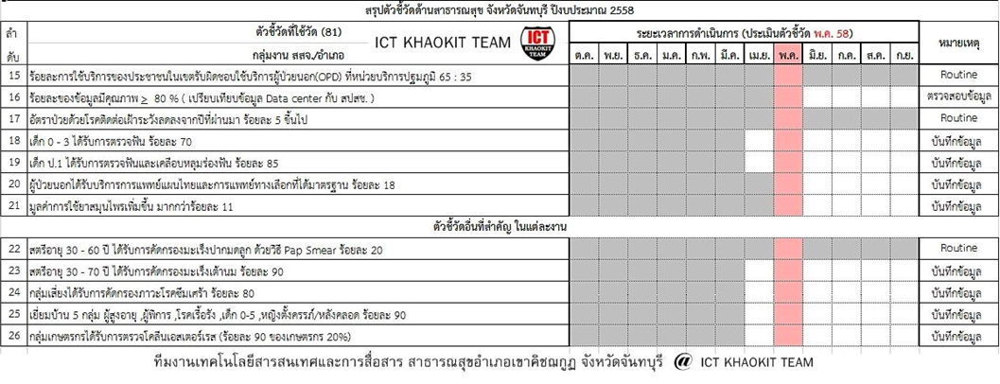 สรุปตัวชี้วัดด้านสาธารณสุข จังหวัดจันทบุรี ปีงบประมาณ 2558
ลำดับ
ตัวชี้วัดที่ใช้วัด (81)
กลุ่มงาน สสจ./อำเภอ
ICT KHAOKIT TEAM
ICT
KHAOKIT
TEAM
ระยะเวลาการดำเนินการ (ประเมินตัวชี้วัด พ.ค. 58)
หมายเหตุ
ต.ค. พ.ย. ธ.ค. ม.ค. ก.พ. มี.ค. เม.ย. พ.ค. มิ.ย. ก.ค. ส.ค. ก.ย.
15 ร้อยละการใช้บริการของประชาชนในเขตรับผิดชอบใช้บริการผู้ป่วยนอก(OPD) ที่หน่วยบริการปฐมภูมิ 65 : 35 Routine
16 ร้อยละของข้อมูลมีคุณภาพ ≥ 80 % ( เปรียบเทียบข้อมูล Data center กับ สปสช. ) ตรวจสอบข้อมูล
17 อัตราป่วยด้วยโรคติดต่อเฝ้าระวังลดลงจากปีที่ผ่านมา ร้อยละ 5 ขึ้นไป Routine
18 เด็ก 0 - 3 ได้รับการตรวจฟัน ร้อยละ 70 บันทึกข้อมูล
19 เด็ก ป.1 ได้รับการตรวจฟันและเคลือบหลุมร่องฟัน ร้อยละ 85 บันทึกข้อมูล
20 ผู้ป่วยนอกได้รับบริการการแพทย์แผนไทยและการแพทย์ทางเลือกที่ได้มาตรฐาน ร้อยละ 18 บันทึกข้อมูล
21 มูลค่าการใช้ยาสมุนไพรเพิ่มขึ้น มากกว่าร้อยละ 11 บันทึกข้อมูล
ตัวชี้วัดอื่นที่สำคัญ ในแต่ละงาน
22 สตรีอายุ 30 - 60 ปี ได้รับการคัดกรองมะเร็งปากมดลูก ด้วยวิธี Pap Smear ร้อยละ 20 Routine
23 สตรีอายุ 30 - 70 ปี ได้รับการคัดกรองมะเร็งเต้านม ร้อยละ 90 บันทึกข้อมูล
24 กลุ่มเสี่ยงได้รับการคัดกรองภาวะโรคซึมเศร้า ร้อยละ 80 บันทึกข้อมูล
25 เยี่ยมบ้าน 5 กลุ่ม ผู้สูงอายุ ,ผู้พิการ ,โรคเรื้อรัง ,เด็ก 0-5 ,หญิงตั้งครรภ์/หลังคลอด ร้อยละ 90 บันทึกข้อมูล
26 กลุ่มเกษตรกรได้รับการตรวจโคลีนเอสเตอร์เรส (ร้อยละ 90 ของเกษตรกร 20%) บันทึกข้อมูล
ทีมงานเทคโนโลยีสารสนเทศและการสื่อสาร สาธารณสุขอำเภอเขาคิชฌกูฏ จังหวัดจันทบุรี @ ICT KHAOKIT TEAM